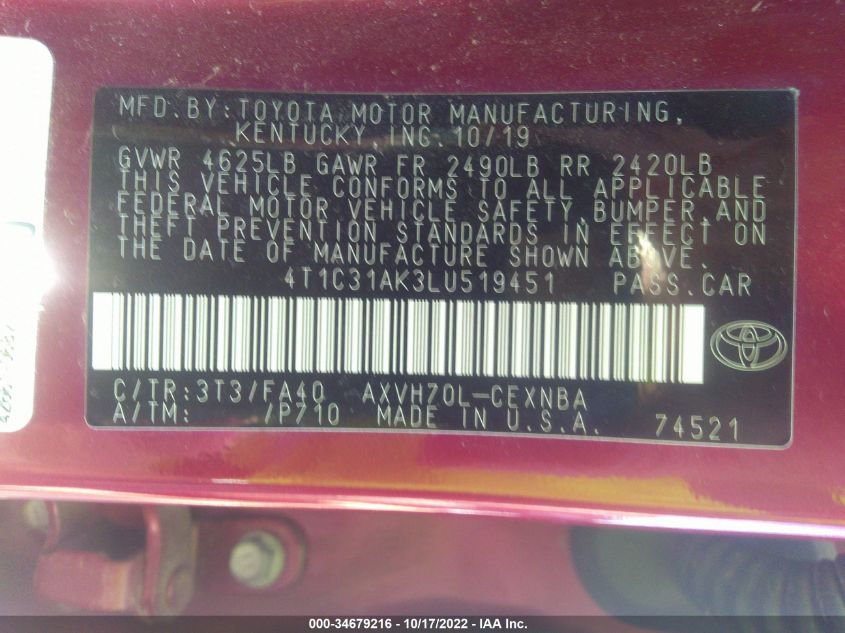 MFD.BY:TOYOTA MOTOR MANUFACTURING,
KENTUCKY,INC.10/19
GVWR 4625LB GAWR FR 2490LB RR 2420LB
THIS VEHICLE CONFORMS TO ALL APPLICABLE
FEDERAL MOTOR VEHICLE SAFETY,BUMPER,AND
THEFT PREVENTION STANDARDS IN EFFECT ON
THE DATE OF MANUFACTURE SHOWN ABOVE.
4T1C31AK3LU519451 PASS.CAR
C/TR:3T3/FA40 AXVH70L-CEXNBA
A/TM: /P710 MADE IN U.S.A. 74521
000-34679216 - 10/17/2022 - IAA Inc.